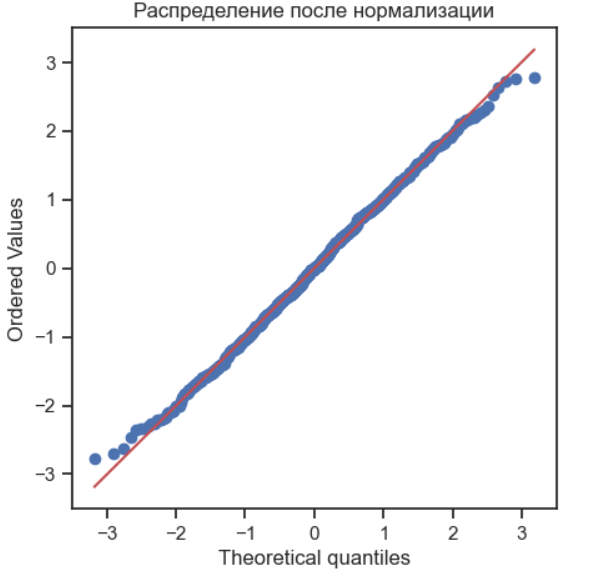 Распределение после нормализации
3
2
1
0
−1
−2
−3
Ordered Values
−3 −2 −1 0 1 2 3
Theoretical quantiles